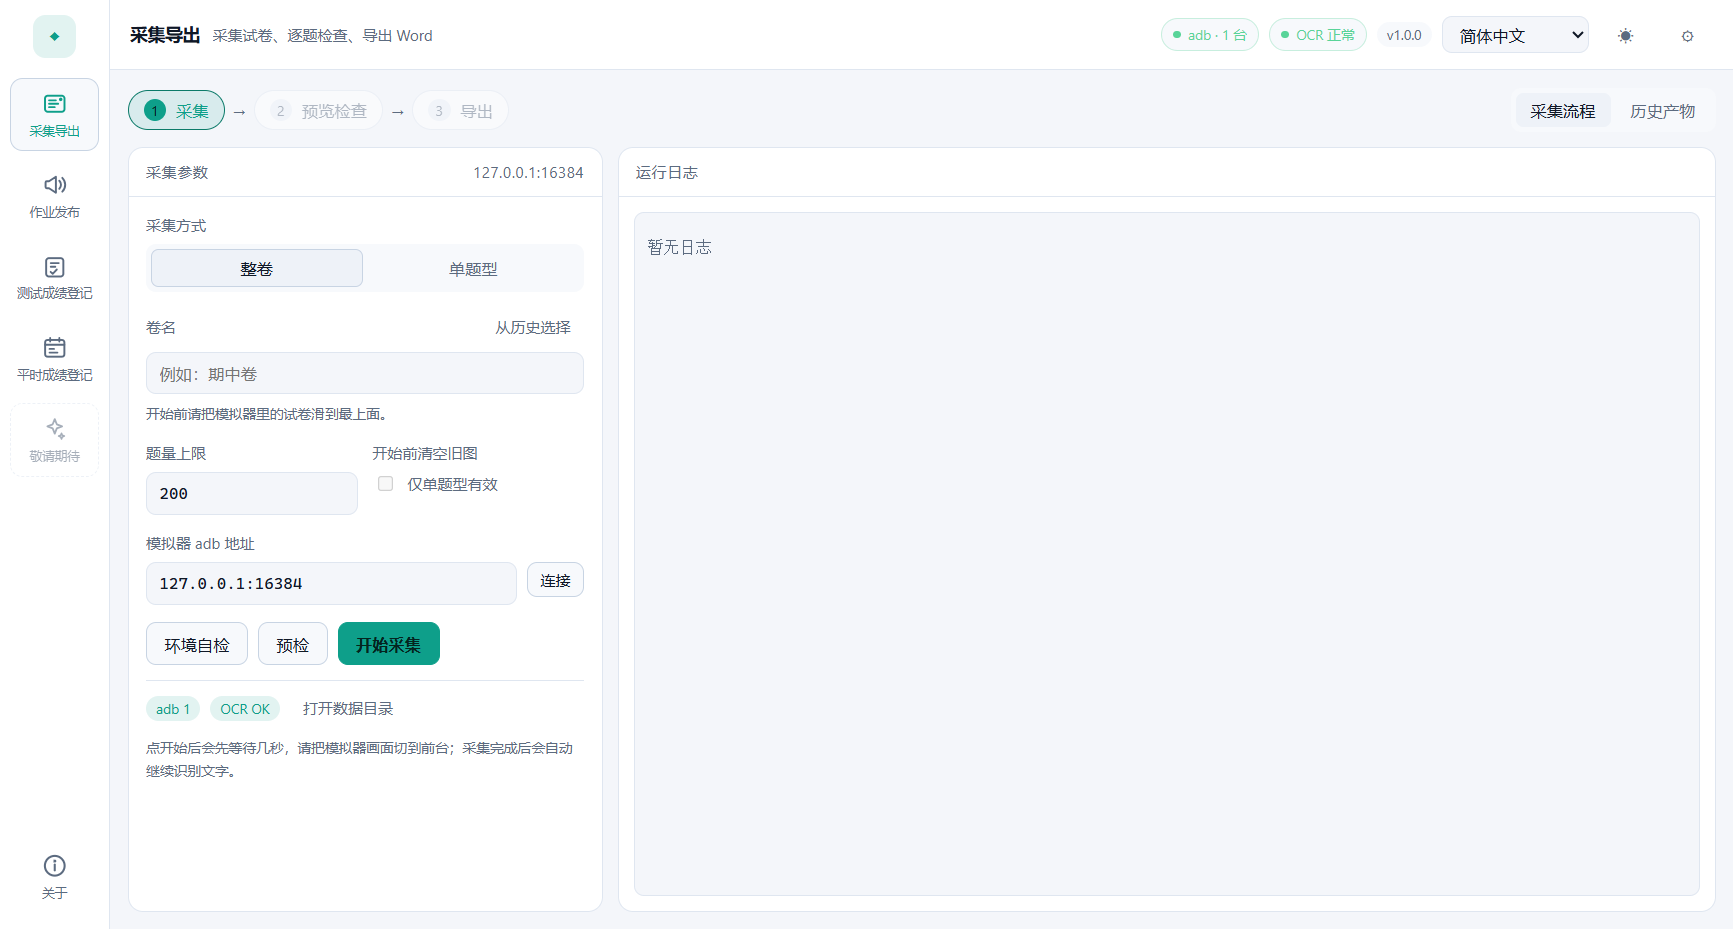 采集导出 采集试卷、逐题检查、导出 Word
adb · 1 台
OCR 正常
v1.0.0
简体中文
采集导出
作业发布
测试成绩登记
平时成绩登记
敬请期待
关于
1 采集 → 2 预览检查 → 3 导出
采集流程 历史产物
采集参数 127.0.0.1:16384
采集方式
整卷 单题型
卷名 从历史选择
例如：期中卷
开始前请把模拟器里的试卷滑到最上面。
题量上限 开始前清空旧图
200 仅单题型有效
模拟器 adb 地址
127.0.0.1:16384 连接
环境自检 预检 开始采集
adb 1 OCR OK 打开数据目录
点开始后会先等待几秒，请把模拟器画面切到前台；采集完成后会自动
继续识别文字。
运行日志
暂无日志